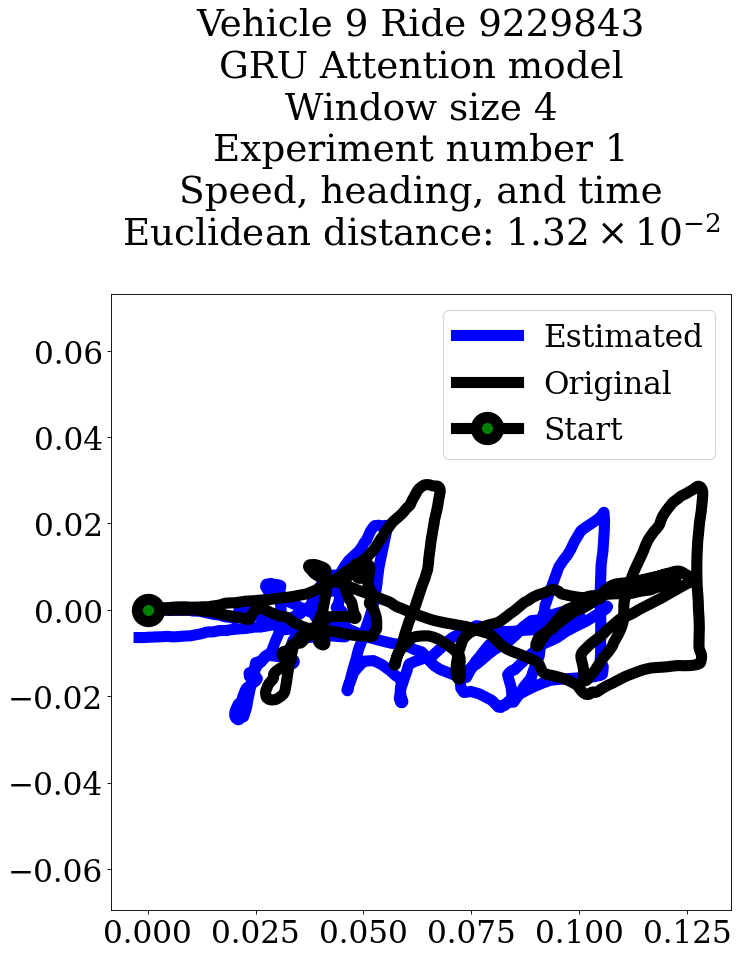 Vehicle 9 Ride 9229843
GRU Attention model
Window size 4
Experiment number 1
Speed, heading, and time
Euclidean distance: 1.32 × 10⁻²
Estimated
Original
Start
0.06
0.04
0.02
0.00
−0.02
−0.04
−0.06
0.000 0.025 0.050 0.075 0.100 0.125